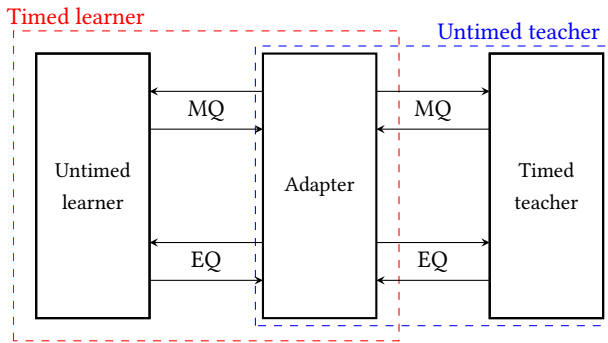 Timed learner
Untimed teacher
MQ
MQ
Untimed
learner
Adapter
Timed
teacher
EQ
EQ